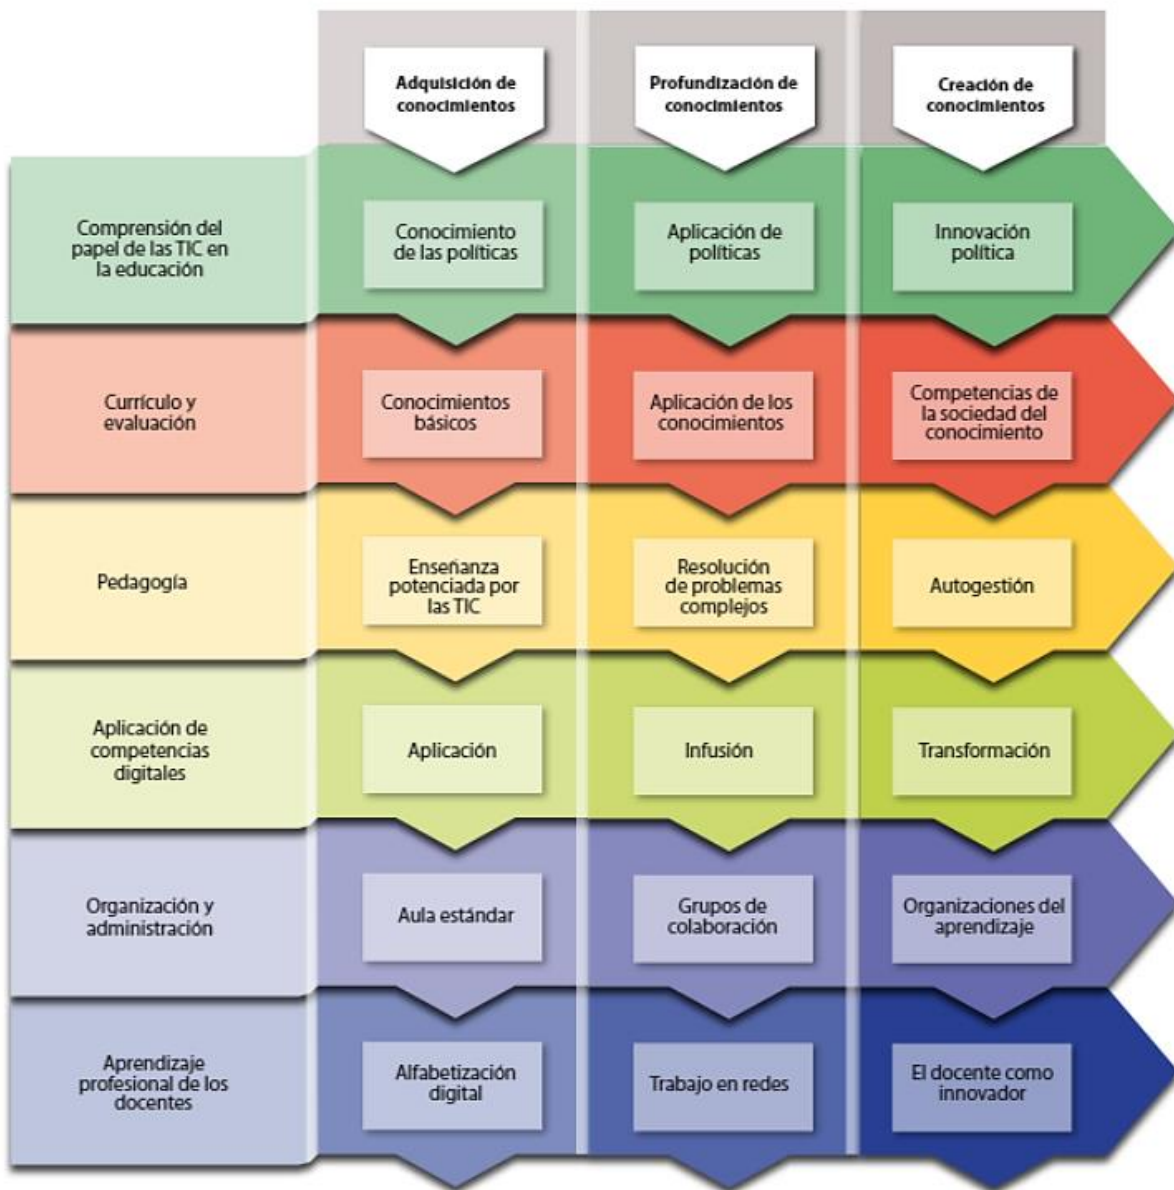 Adquisición de
conocimientos
Profundización de
conocimientos
Creación de
conocimientos
Comprensión del
papel de las TIC en
la educación
Conocimiento
de las políticas
Aplicación de
políticas
Innovación
política
Currículo y
evaluación
Conocimientos
básicos
Aplicación de los
conocimientos
Competencias de
la sociedad del
conocimiento
Pedagogía
Enseñanza
potenciada por
las TIC
Resolución
de problemas
complejos
Autogestión
Aplicación de
competencias
digitales
Aplicación
Infusión
Transformación
Organización y
administración
Aula estándar
Grupos de
colaboración
Organizaciones del
aprendizaje
Aprendizaje
profesional de los
docentes
Alfabetización
digital
Trabajo en redes
El docente como
innovador